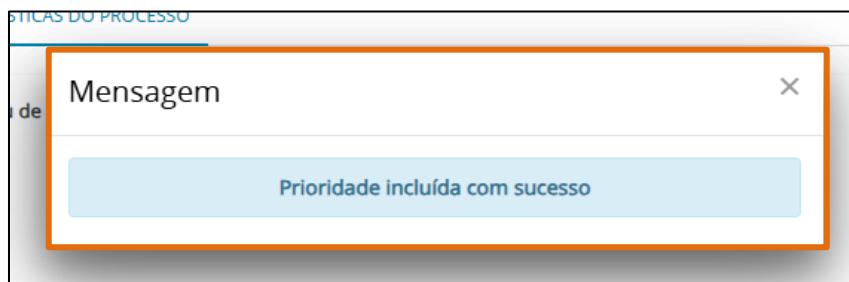 STICAS DO PROCESSO
Mensagem
de
Prioridade incluída com sucesso